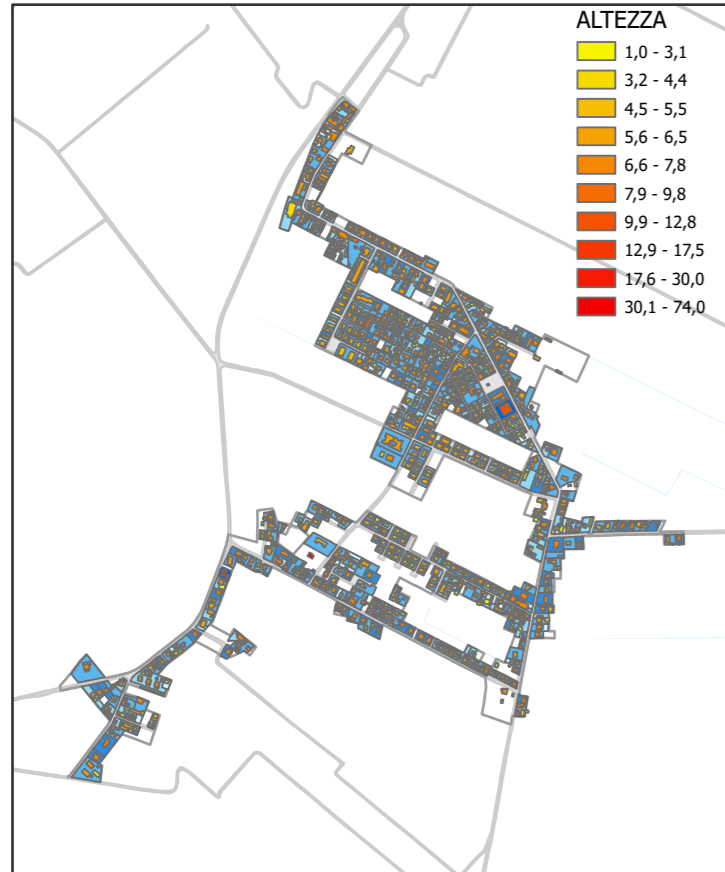 ALTEZZA
1,0 - 3,1
3,2 - 4,4
4,5 - 5,5
5,6 - 6,5
6,6 - 7,8
7,9 - 9,8
9,9 - 12,8
12,9 - 17,5
17,6 - 30,0
30,1 - 74,0